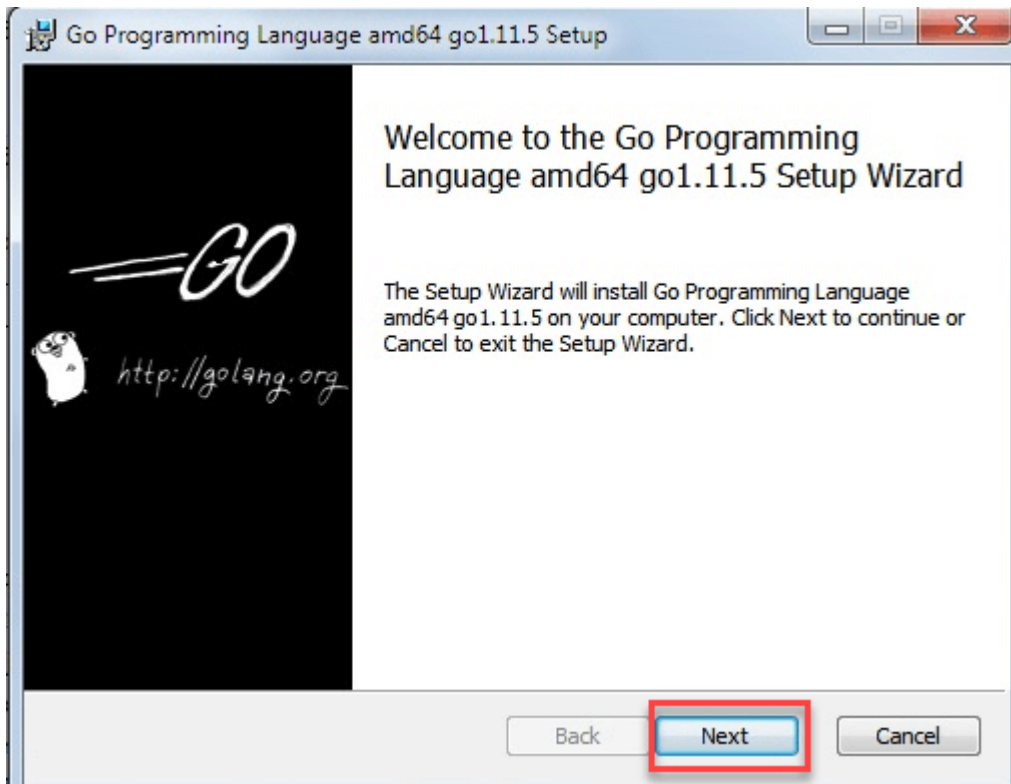 Go Programming Language amd64 go1.11.5 Setup
Welcome to the Go Programming
Language amd64 go1.11.5 Setup Wizard
GO
The Setup Wizard will install Go Programming Language
amd64 go1.11.5 on your computer. Click Next to continue or
Cancel to exit the Setup Wizard.
http://golang.org
Back
Next
Cancel